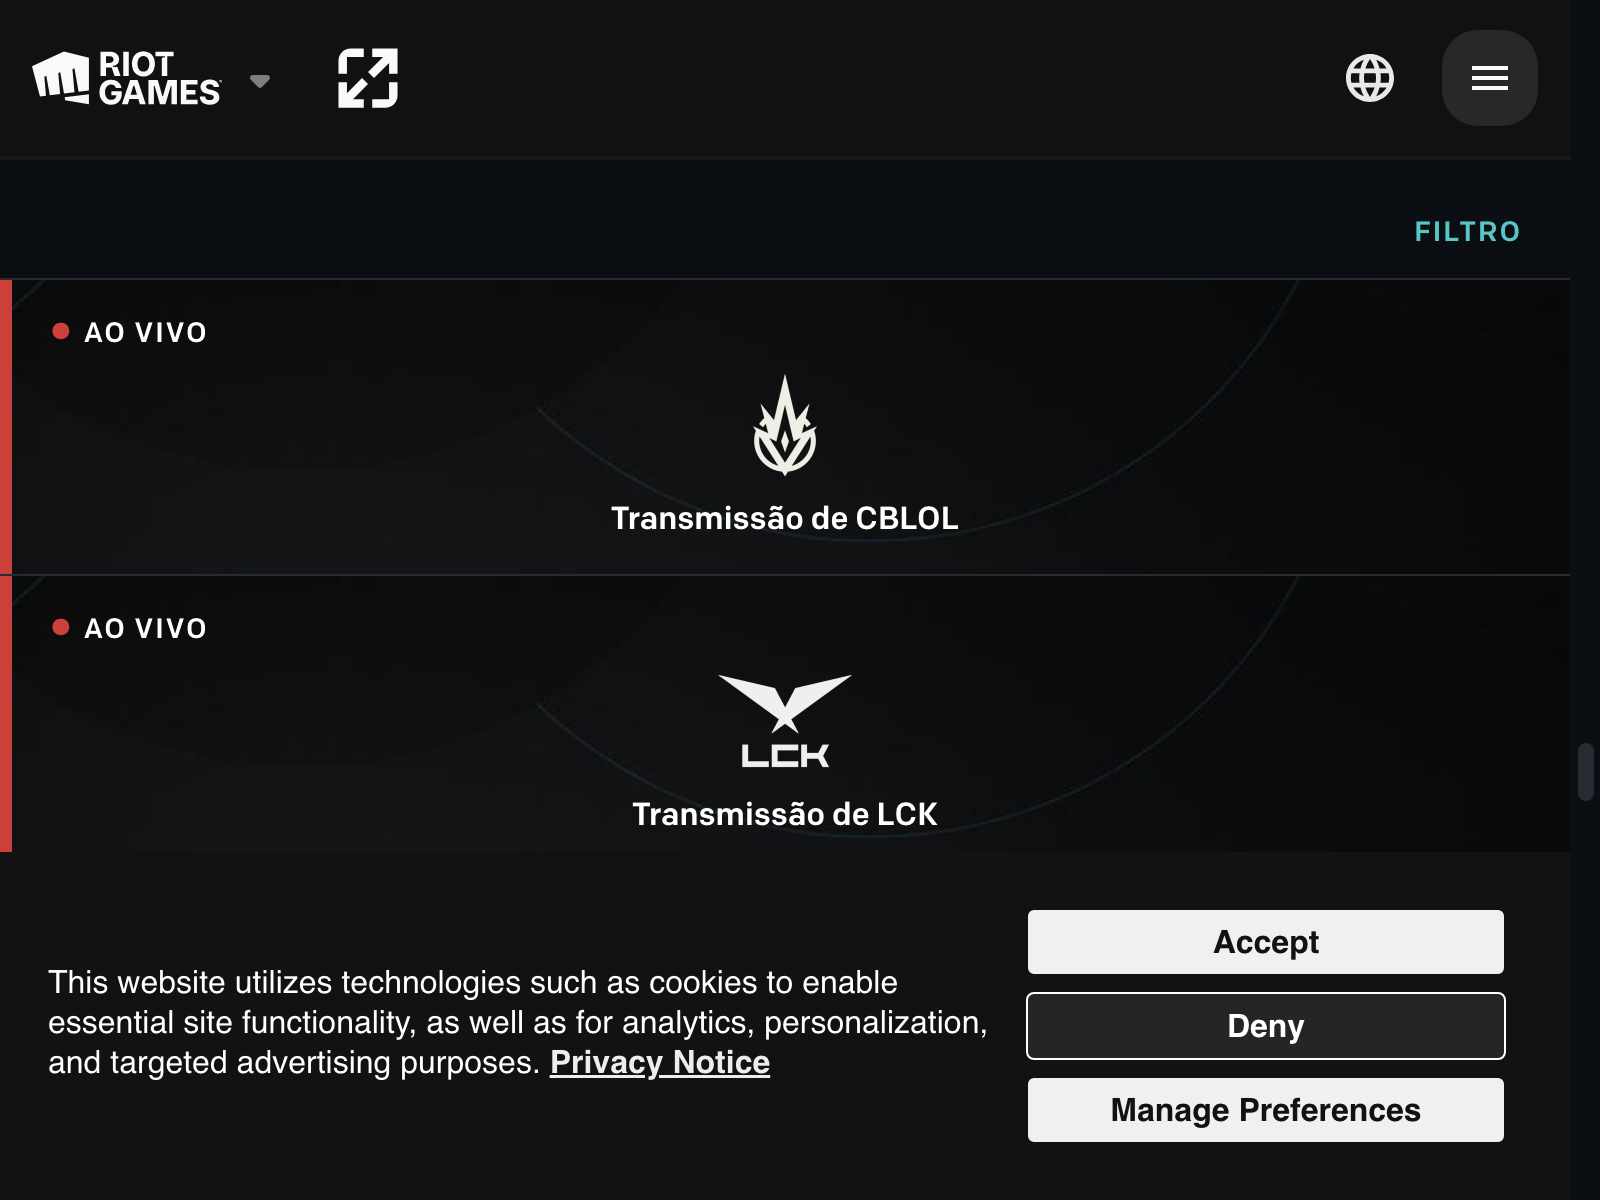 RIOT
GAMES
FILTRO
AO VIVO
Transmissão de CBLOL
AO VIVO
LCK
Transmissão de LCK
This website utilizes technologies such as cookies to enable
essential site functionality, as well as for analytics, personalization,
and targeted advertising purposes. Privacy Notice
Accept
Deny
Manage Preferences